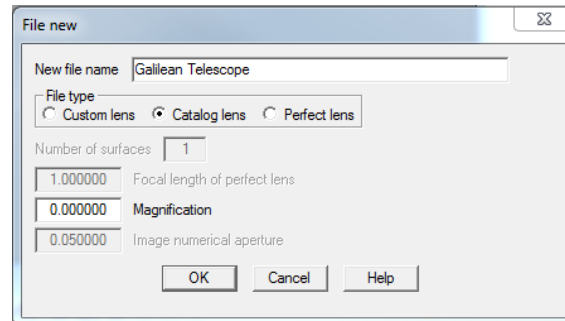 File new
New file name Galilean Telescope
File type
Custom lens Catalog lens Perfect lens
Number of surfaces 1
1.000000 Focal length of perfect lens
0.000000 Magnification
0.050000 Image numerical aperture
OK Cancel Help